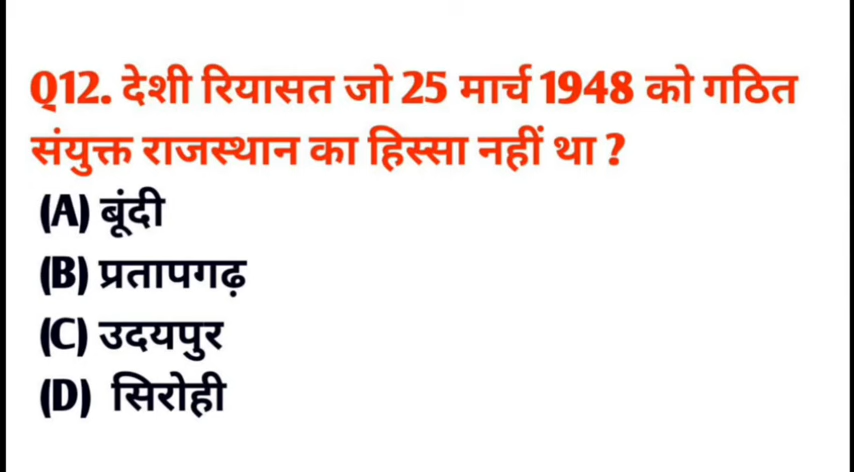 Q12. देशी रियासत जो 25 मार्च 1948 को गठित
संयुक्त राजस्थान का हिस्सा नहीं था ?
(A) बूंदी
(B) प्रतापगढ़
(C) उदयपुर
(D) सिरोही